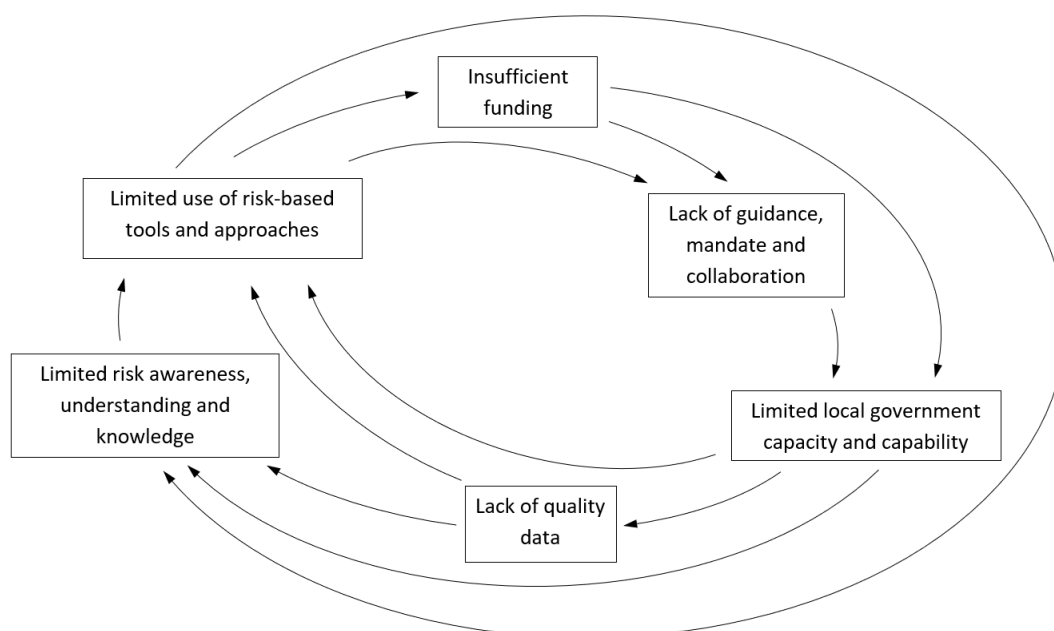 Insufficient
funding
Limited use of risk-based
tools and approaches
Lack of guidance,
mandate and
collaboration
Limited risk awareness,
understanding and
knowledge
Limited local government
capacity and capability
Lack of quality
data